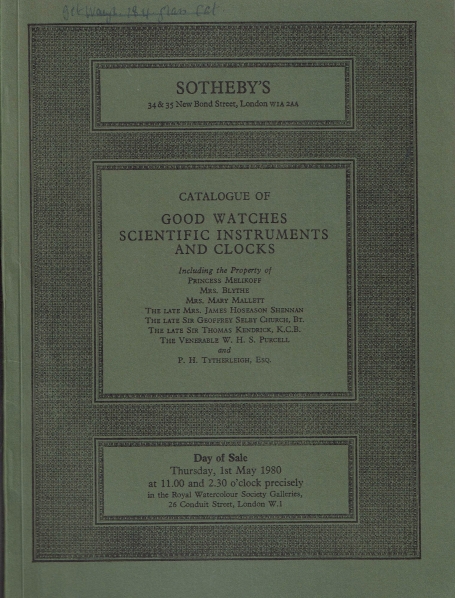 SOTHEBY'S
34 & 35 New Bond Street, London W1A 2AA
CATALOGUE OF
GOOD WATCHES
SCIENTIFIC INSTRUMENTS
AND CLOCKS
Including the Property of
PRINCESS MELIKOFF
MRS. BLYTHE
MRS. MARY MALLETT
THE LATE MRS. JAMES HOSEASON SHENNAN
THE LATE SIR GEOFFREY SELBY CHURCH, BT.
THE LATE SIR THOMAS KENDRICK, K.C.B.
THE VENERABLE W. H. S. PURCELL
and
P. H. TYTHERLEIGH, ESQ.
Day of Sale
Thursday, 1st May 1980
at 11.00 and 2.30 o'clock precisely
in the Royal Watercolour Society Galleries,
26 Conduit Street, London W.1